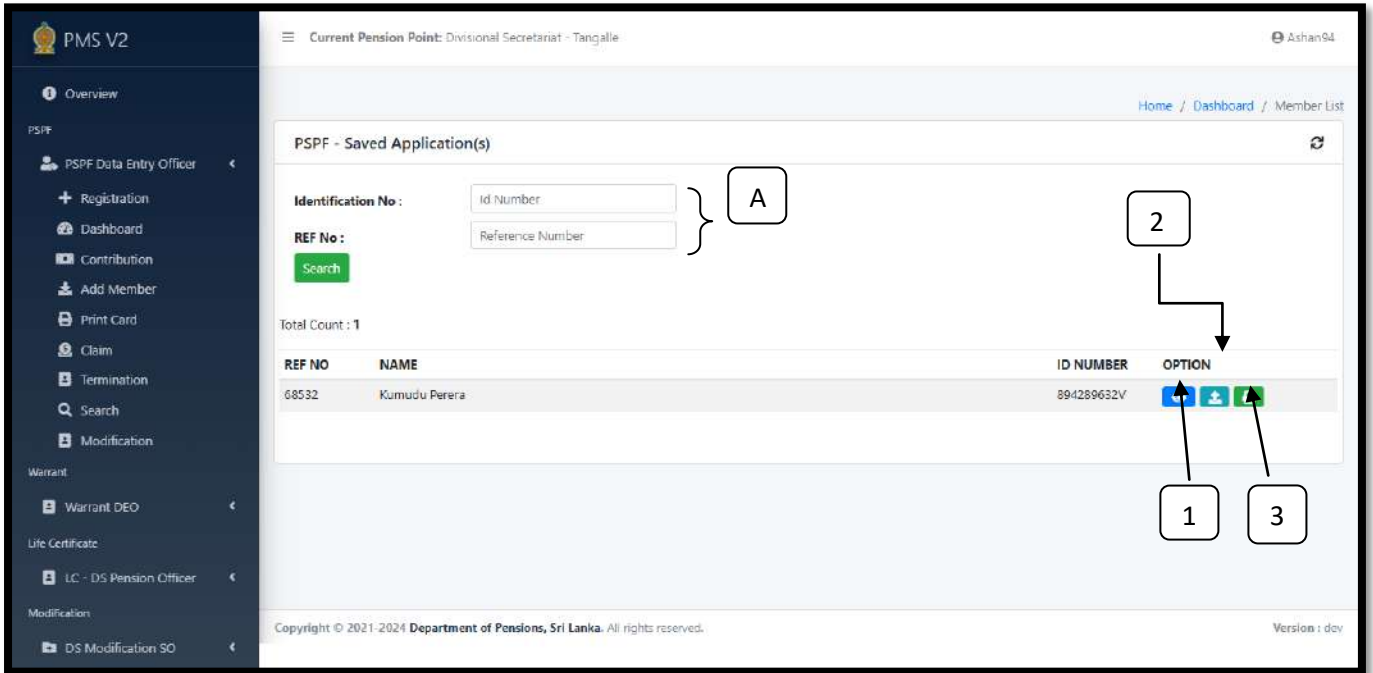 PMS V2
Current Pension Point: Divisional Secretariat - Tangalle
Ashan94
Overview
Home / Dashboard / Member List
PSPF
PSPF - Saved Application(s)
PSPF Data Entry Officer
Registration
Identification No :
Id Number
A
Dashboard
REF No :
Reference Number
2
Contribution
Search
Add Member
Print Card
Total Count : 1
Claim
REF NO NAME ID NUMBER OPTION
Termination
68532 Kumudu Perera 894289632V
Search
Modification
Warrant
Warrant DEO
1
3
Life Certificate
LC - DS Pension Officer
Modification
Copyright © 2021-2024 Department of Pensions, Sri Lanka. All rights reserved.
Version : dev
DS Modification SO